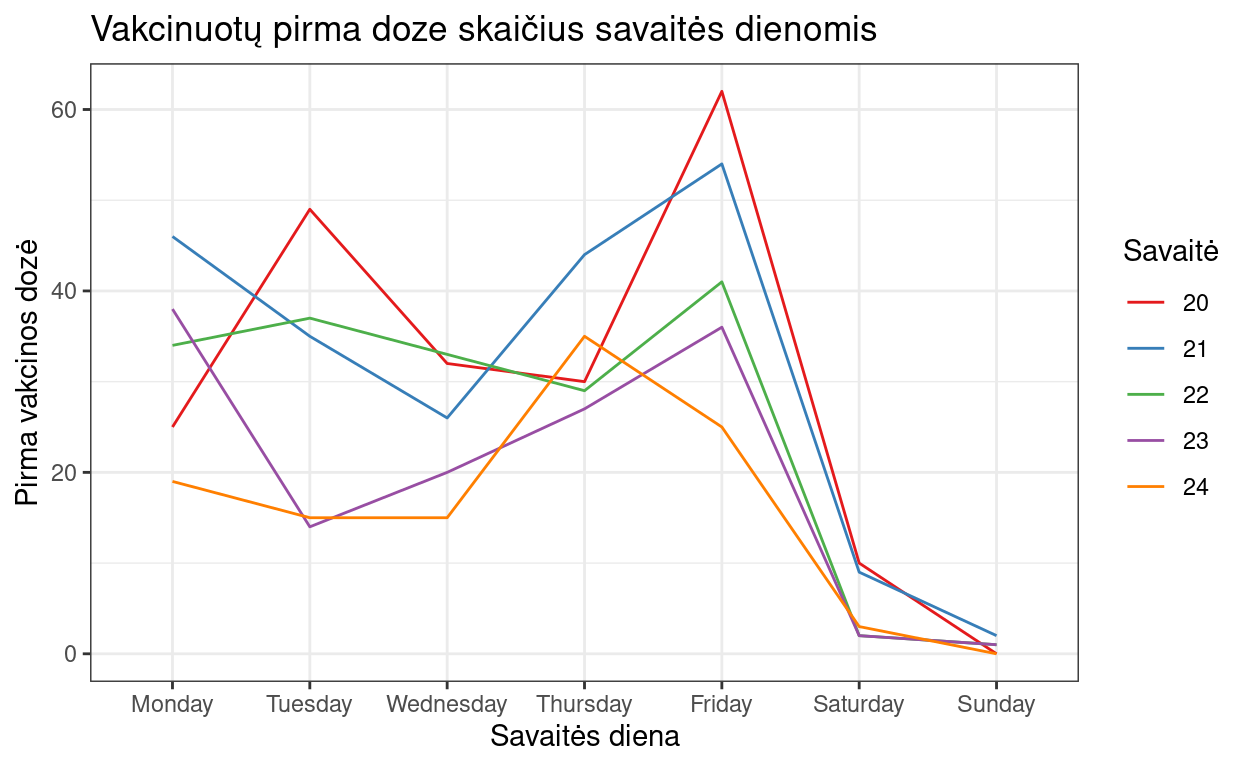 Vakcinuotų pirma doze skaičius savaitės dienomis
Pirma vakcinos dozė
60
40
20
0
Monday Tuesday Wednesday Thursday Friday Saturday Sunday
Savaitės diena
Savaitė
20
21
22
23
24